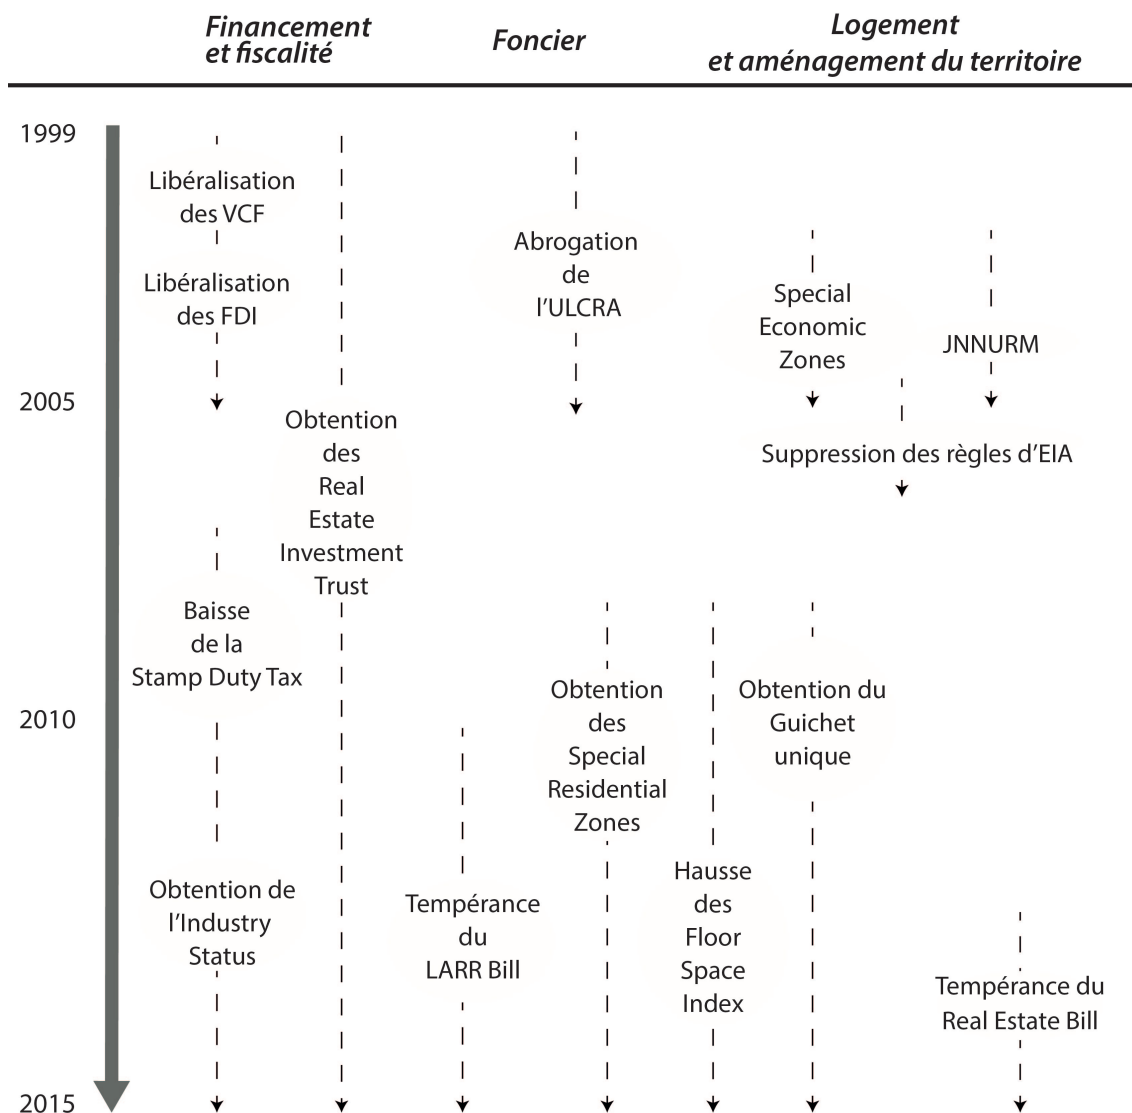 Financement
et fiscalité
Foncier
Logement
et aménagement du territoire
1999
Libéralisation
des VCF
Libéralisation
des FDI
Abrogation
de
l'ULCRA
Special
Economic
Zones
JNNURM
2005
Obtention
des
Real
Estate
Investment
Trust
Suppression des règles d'EIA
Baisse
de la
Stamp Duty Tax
2010
Obtention
des
Special
Residential
Zones
Obtention du
Guichet
unique
Obtention de
l'Industry
Status
Tempérance
du
LARR Bill
Hausse
des
Floor
Space
Index
Tempérance du
Real Estate Bill
2015